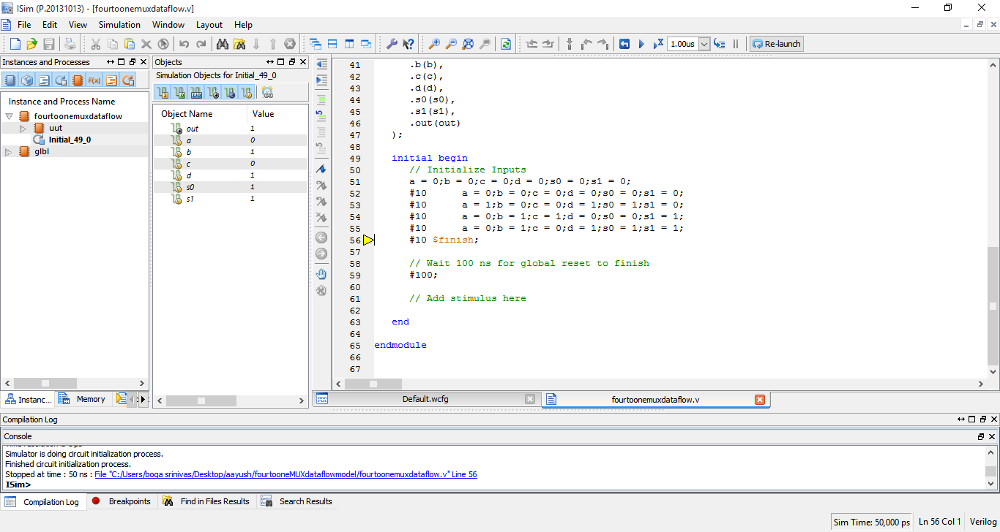 ISim (P.20131013) - [fourtoonemuxdataflow.v]
File Edit View Simulation Window Layout Help
1.00us Re-launch
Instances and Processes
Instance and Process Name
fourtoonemuxdataflow
uut
Initial_49_0
glbl
Instanc... Memory
Objects
Simulation Objects for Initial_49_0
Object Name Value
out 1
a 0
b 1
c 0
d 1
s0 1
s1 1
41 .b(b),
42 .c(c),
43 .d(d),
44 .s0(s0),
45 .s1(s1),
46 .out(out)
47 );
48
49 initial begin
50 // Initialize Inputs
51 a = 0;b = 0;c = 0;d = 0;s0 = 0;s1 = 0;
52 #10 a = 0;b = 0;c = 0;d = 0;s0 = 0;s1 = 0;
53 #10 a = 1;b = 0;c = 0;d = 1;s0 = 1;s1 = 0;
54 #10 a = 0;b = 1;c = 1;d = 0;s0 = 0;s1 = 1;
55 #10 a = 0;b = 1;c = 0;d = 1;s0 = 1;s1 = 1;
56 #10 $finish;
57
58 // Wait 100 ns for global reset to finish
59 #100;
60
61 // Add stimulus here
62
63 end
64
65 endmodule
66
67
Default.wcfg fourtoonemuxdataflow.v
Compilation Log
Console
Simulator is doing circuit initialization process.
Finished circuit initialization process.
Stopped at time : 50 ns : File "C:/Users/boga srinivas/Desktop/aayush/fourtooneMUXdataflowmodel/fourtoonemuxdataflow.v" Line 56
ISim>
Compilation Log Breakpoints Find in Files Results Search Results
Sim Time: 50,000 ps Ln 56 Col 1 Verilog